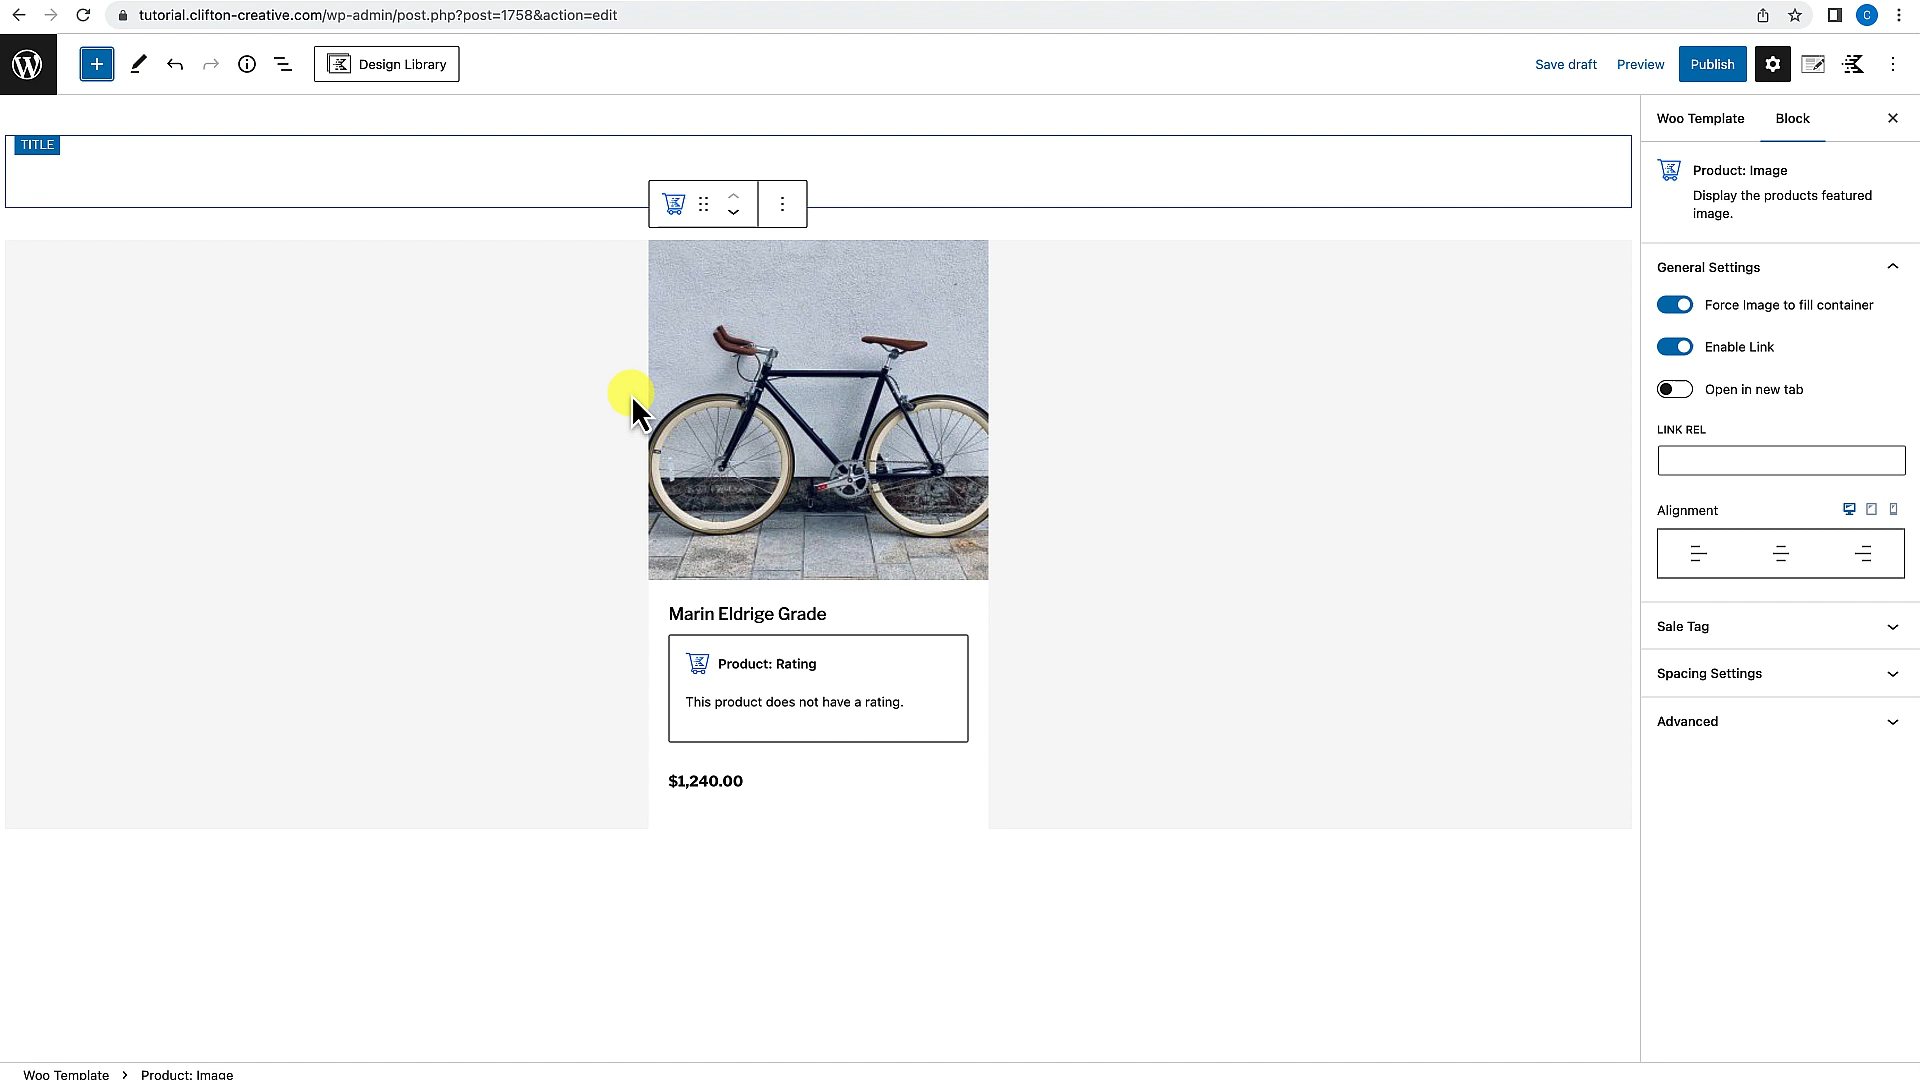 tutorial.clifton-creative.com/wp-admin/post.php?post=1758&action=edit
C
Design Library
Save draft
Preview
Publish
TITLE
Woo Template
Block
Product: Image
Display the products featured
image.
General Settings
Force Image to fill container
Enable Link
Open in new tab
LINK REL
Alignment
Sale Tag
Spacing Settings
Advanced
Marin Eldrige Grade
Product: Rating
This product does not have a rating.
$1,240.00
Woo Template > Product: Image